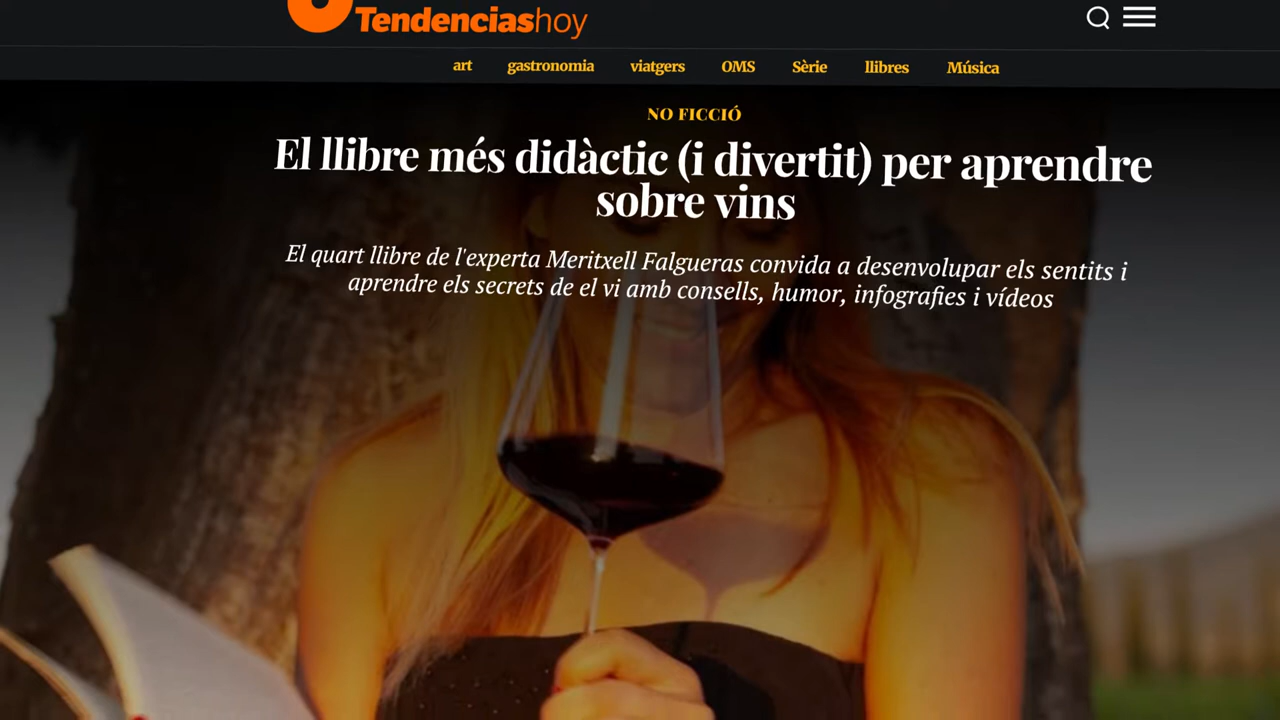 Tendenciashoy
art gastronomia viatgers OMS Sèrie llibres Música
NO FICCIÓ
El llibre més didàctic (i divertit) per aprendre
sobre vins
El quart llibre de l'experta Meritxell Falgueras convida a desenvolupar els sentits i
aprendre els secrets de el vi amb consells, humor, infografies i vídeos